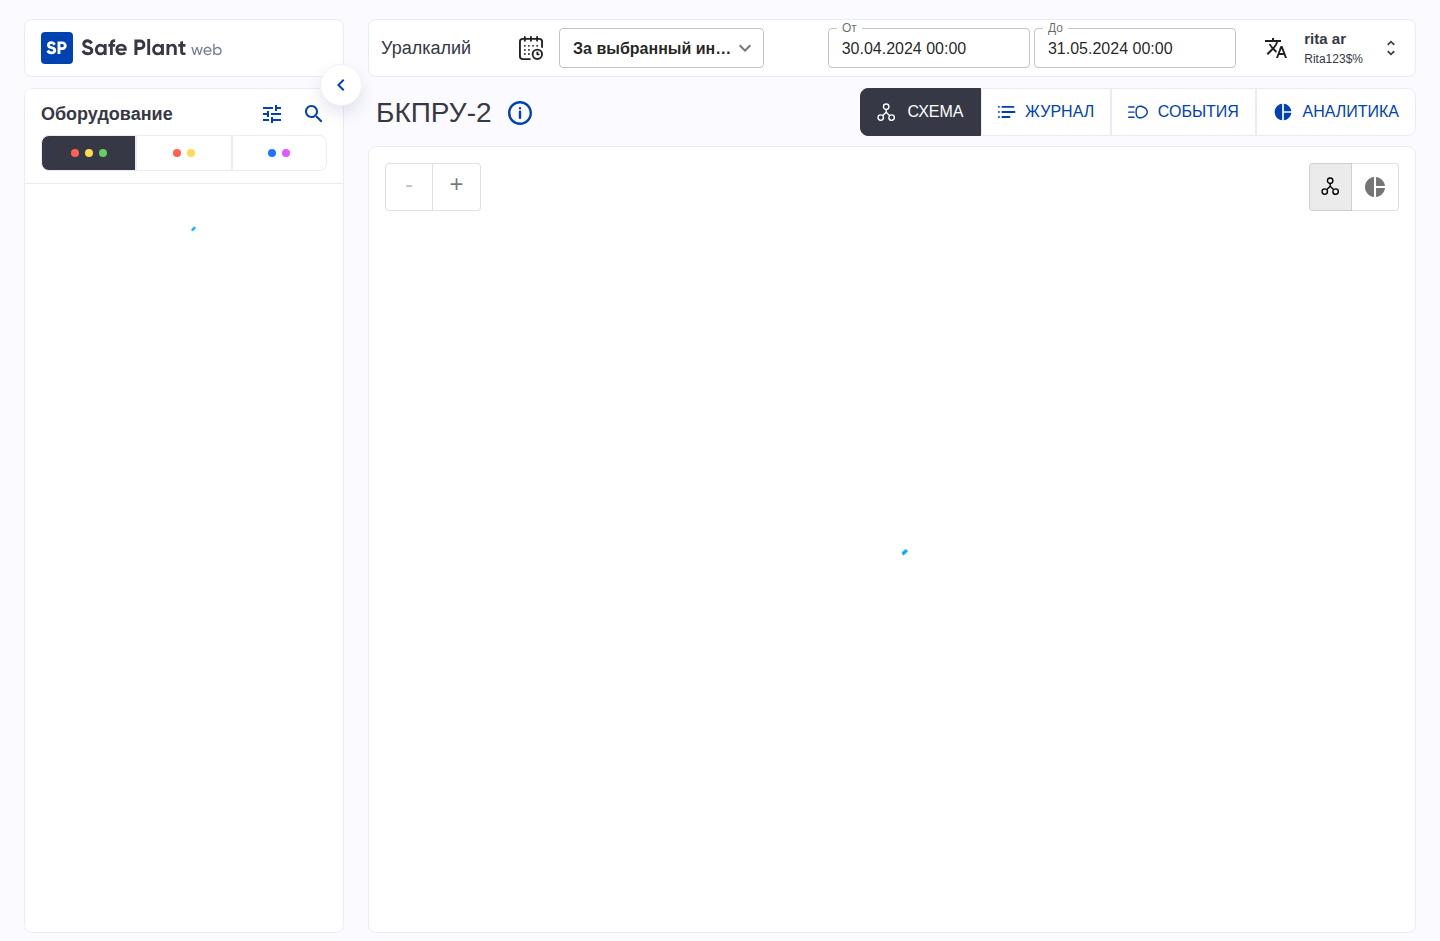 SP Safe Plant web
Уралкалий
За выбранный ин...
От
30.04.2024 00:00
До
31.05.2024 00:00
rita ar
Rita123$%
Оборудование
БКПРУ-2
СХЕМА
ЖУРНАЛ
СОБЫТИЯ
АНАЛИТИКА
- +